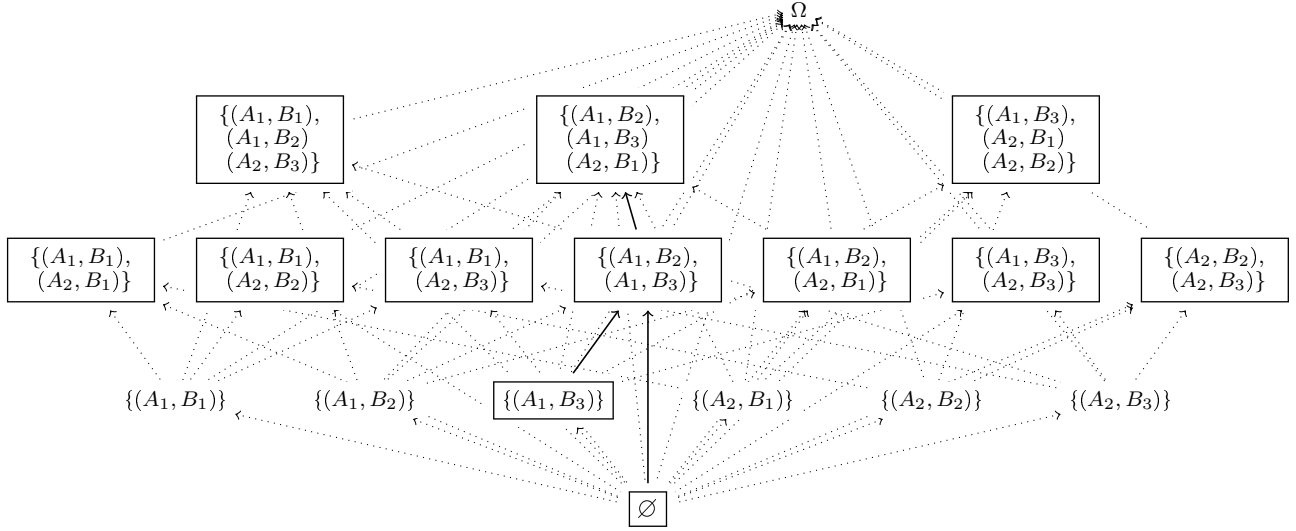 Ω
{(A₁, B₁),
(A₁, B₂)
(A₂, B₃)}
{(A₁, B₂),
(A₁, B₃)
(A₂, B₁)}
{(A₁, B₃),
(A₂, B₁)
(A₂, B₂)}
{(A₁, B₁),
(A₂, B₁)}
{(A₁, B₁),
(A₂, B₂)}
{(A₁, B₁),
(A₂, B₃)}
{(A₁, B₂),
(A₁, B₃)}
{(A₁, B₂),
(A₂, B₁)}
{(A₁, B₃),
(A₂, B₃)}
{(A₂, B₂),
(A₂, B₃)}
{(A₁, B₁)}
{(A₁, B₂)}
{(A₁, B₃)}
{(A₂, B₁)}
{(A₂, B₂)}
{(A₂, B₃)}
∅